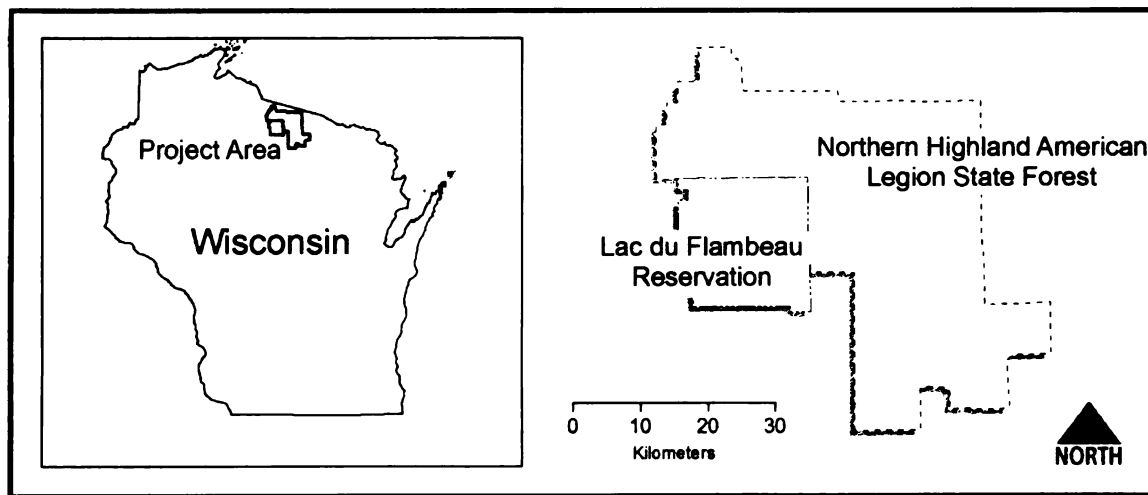 Project Area
Wisconsin
Northern Highland American
Legion State Forest
Lac du Flambeau
Reservation
0 10 20 30
Kilometers
NORTH